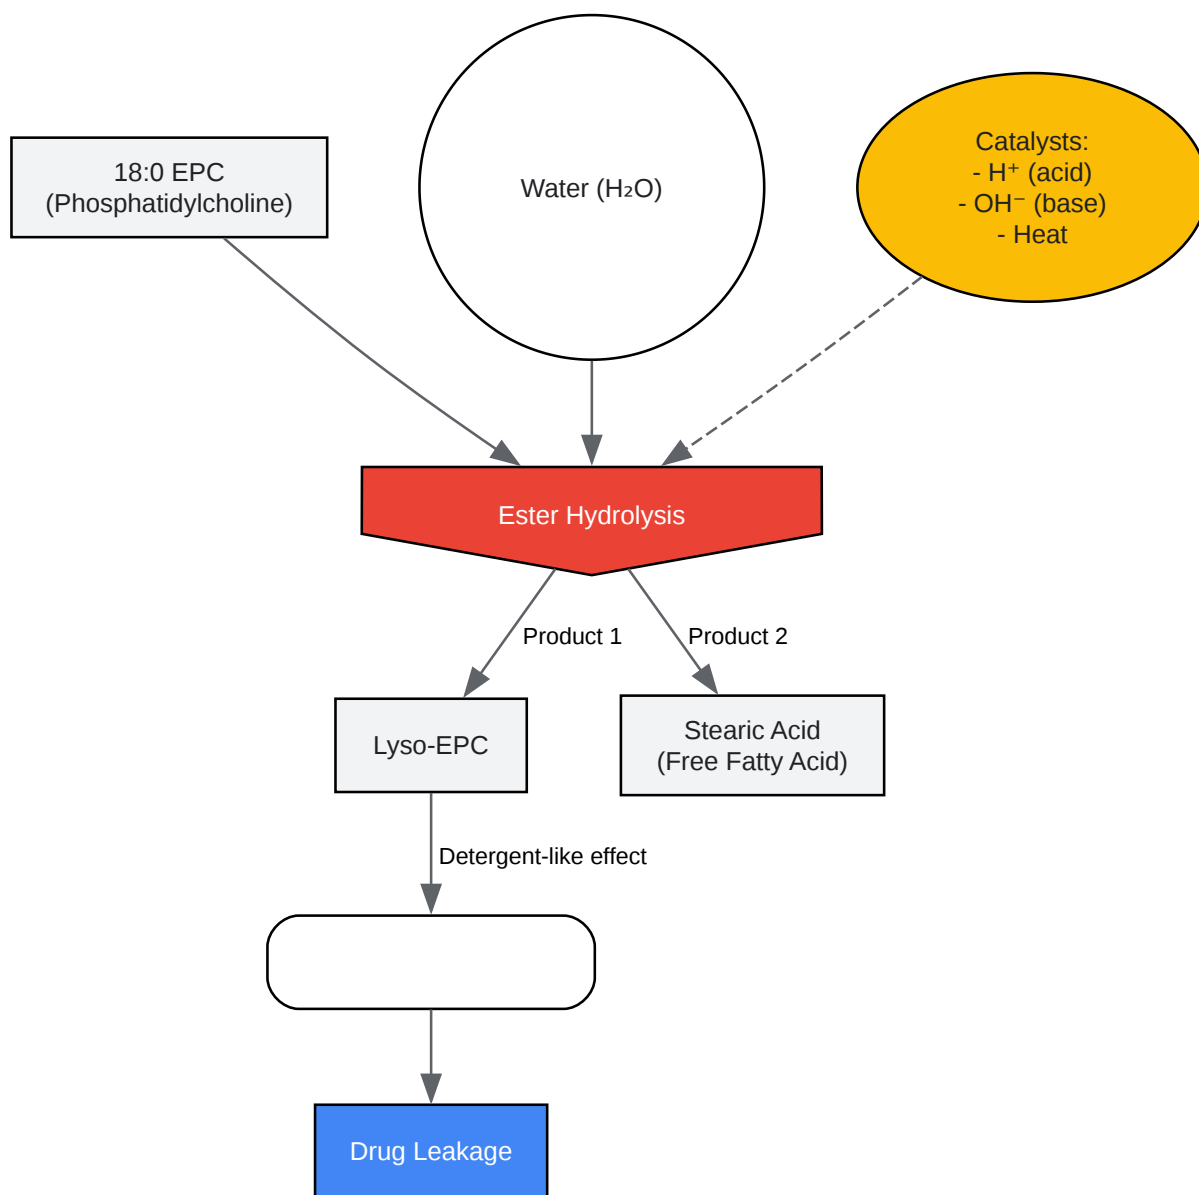 18:0 EPC
(Phosphatidylcholine)
Water (H₂O)
Catalysts:
- H⁺ (acid)
- OH⁻ (base)
- Heat
Ester Hydrolysis
Product 1
Product 2
Lyso-EPC
Stearic Acid
(Free Fatty Acid)
Detergent-like effect
Drug Leakage